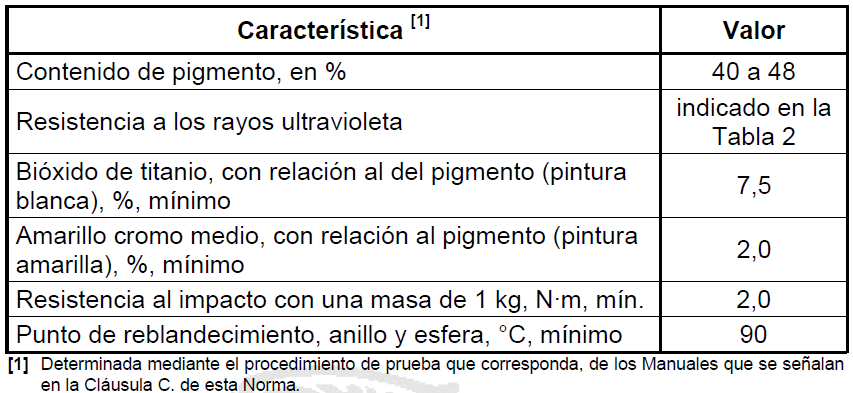 Característica [1] Valor
Contenido de pigmento, en % 40 a 48
Resistencia a los rayos ultravioleta indicado en la
Tabla 2
Bióxido de titanio, con relación al del pigmento (pintura
blanca), %, mínimo 7,5
Amarillo cromo medio, con relación al pigmento (pintura
amarilla), %, mínimo 2,0
Resistencia al impacto con una masa de 1 kg, N·m, mín. 2,0
Punto de reblandecimiento, anillo y esfera, °C, mínimo 90
[1] Determinada mediante el procedimiento de prueba que corresponda, de los Manuales que se señalan
en la Cláusula C. de esta Norma.